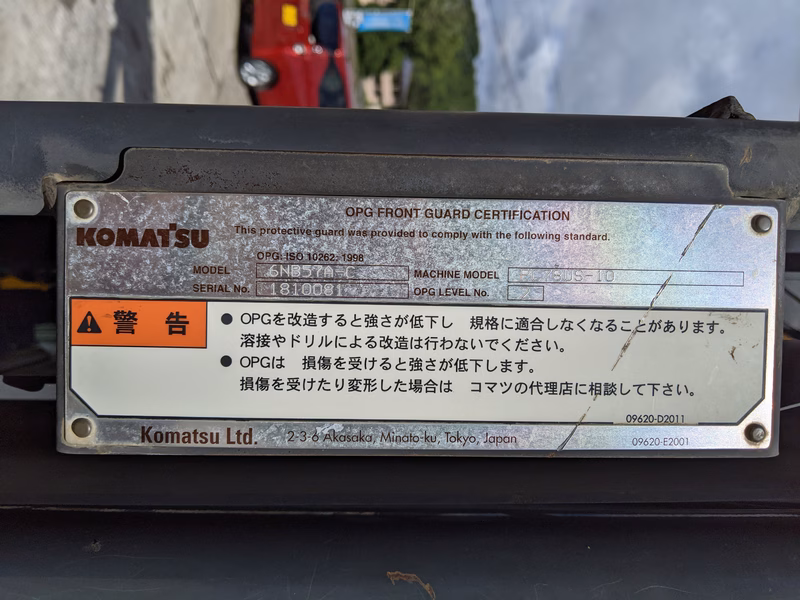 OPG FRONT GUARD CERTIFICATION
KOMATSU
This protective guard was provided to comply with the following standard.
OPG: ISO 10262, 1998
MODEL 6NB57A-C MACHINE MODEL
SERIAL No. 1810081 OPG LEVEL No.
警 告
● OPGを改造すると強さが低下し 規格に適合しなくなることがあります。
溶接やドリルによる改造は行わないでください。
● OPGは 損傷を受けると強さが低下します。
損傷を受けたり変形した場合は コマツの代理店に相談して下さい。
09620-D2011
Komatsu Ltd. 2-3-6 Akasaka, Minato-ku, Tokyo, Japan 09620-E2001